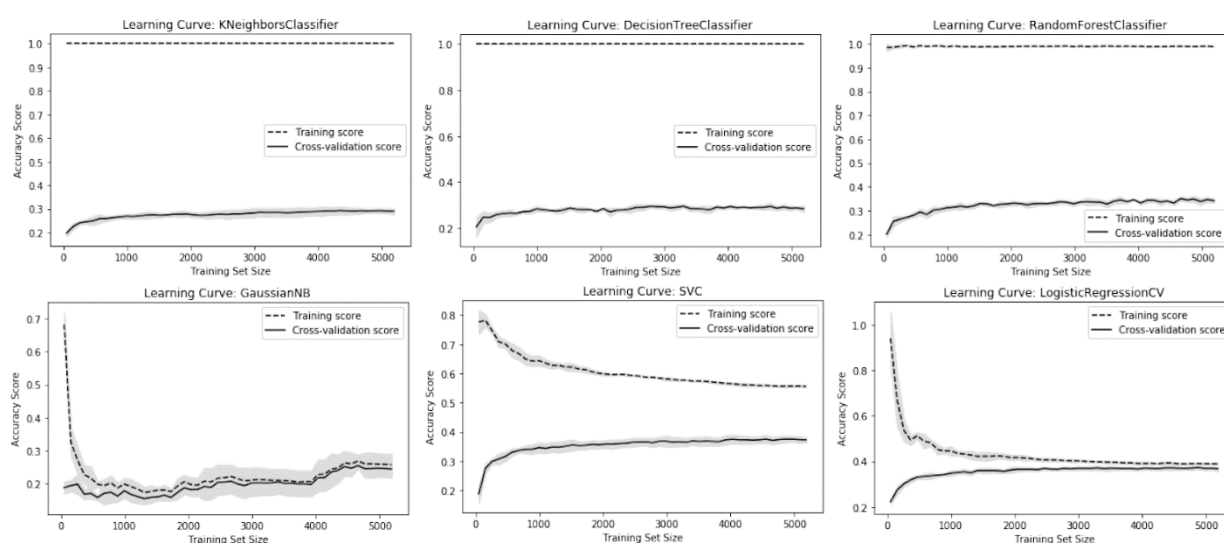 Learning Curve: KNeighborsClassifier
1.0
0.9
0.8
0.7
0.6
0.5
0.4
0.3
0.2
Accuracy Score
Training score
Cross-validation score
0 1000 2000 3000 4000 5000
Training Set Size
Learning Curve: DecisionTreeClassifier
1.0
0.8
0.6
0.4
0.2
Accuracy Score
Training score
Cross-validation score
0 1000 2000 3000 4000 5000
Training Set Size
Learning Curve: RandomForestClassifier
1.0
0.9
0.8
0.7
0.6
0.5
0.4
0.3
0.2
Accuracy Score
Training score
Cross-validation score
0 1000 2000 3000 4000 5000
Training Set Size
Learning Curve: GaussianNB
0.7
0.6
0.5
0.4
0.3
0.2
Accuracy Score
Training score
Cross-validation score
0 1000 2000 3000 4000 5000
Training Set Size
Learning Curve: SVC
0.8
0.7
0.6
0.5
0.4
0.3
0.2
Accuracy Score
Training score
Cross-validation score
0 1000 2000 3000 4000 5000
Training Set Size
Learning Curve: LogisticRegressionCV
1.0
0.8
0.6
0.4
0.2
Accuracy Score
Training score
Cross-validation score
0 1000 2000 3000 4000 5000
Training Set Size